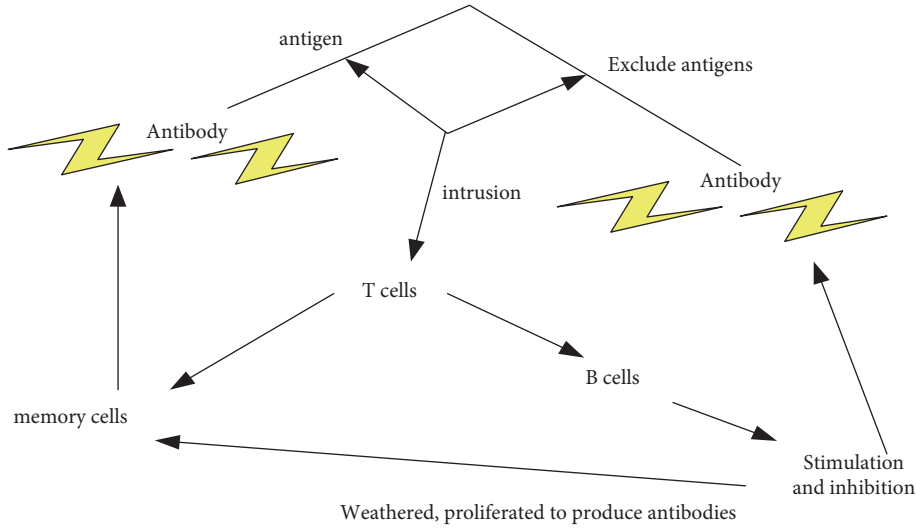 antigen
Exclude antigens
Antibody
Antibody
intrusion
T cells
B cells
memory cells
Stimulation
and inhibition
Weathered, proliferated to produce antibodies